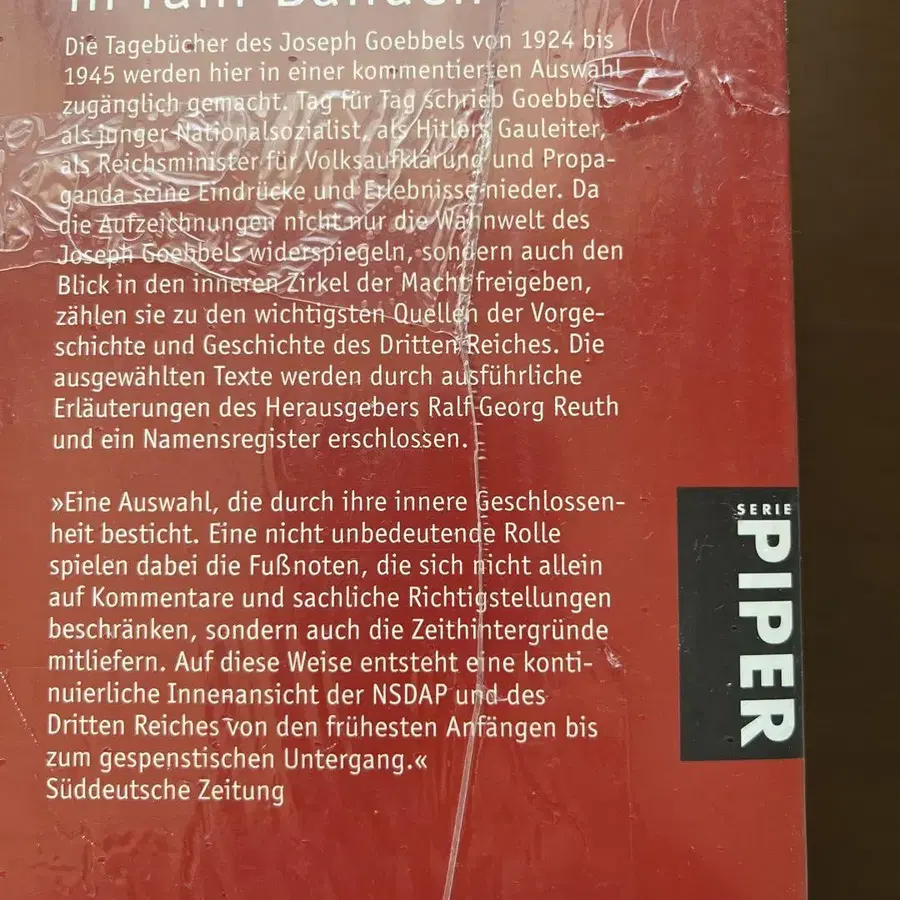 in fünf Bänden
Die Tagebücher des Joseph Goebbels von 1924 bis
1945 werden hier in einer kommentierten Auswahl
zugänglich gemacht. Tag für Tag schrieb Goebbels
als junger Nationalsozialist, als Hitlers Gauleiter,
als Reichsminister für Volksaufklärung und Propa-
ganda seine Eindrücke und Erlebnisse nieder. Da
die Aufzeichnungen nicht nur die Wahnwelt des
Joseph Goebbels widerspiegeln, sondern auch den
Blick in den inneren Zirkel der Macht freigeben,
zählen sie zu den wichtigsten Quellen der Vorge-
schichte und Geschichte des Dritten Reiches. Die
ausgewählten Texte werden durch ausführliche
Erläuterungen des Herausgebers Ralf Georg Reuth
und ein Namensregister erschlossen.
»Eine Auswahl, die durch ihre innere Geschlossen-
heit besticht. Eine nicht unbedeutende Rolle
spielen dabei die Fußnoten, die sich nicht allein
auf Kommentare und sachliche Richtigstellungen
beschränken, sondern auch die Zeithintergründe
mitliefern. Auf diese Weise entsteht eine konti-
nuierliche Innenansicht der NSDAP und des
Dritten Reiches von den frühesten Anfängen bis
zum gespenstischen Untergang.«
Süddeutsche Zeitung
SERIE
PIPER